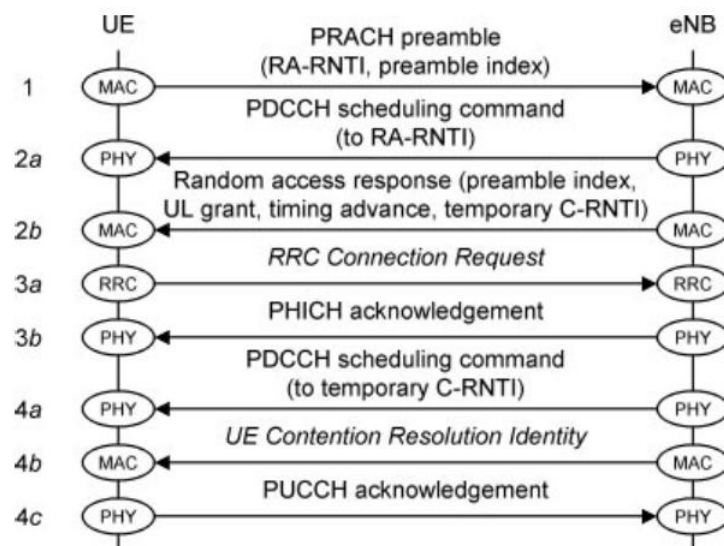 UE eNB
PRACH preamble
(RA-RNTI, preamble index)
1 MAC MAC
PDCCH scheduling command
(to RA-RNTI)
2a PHY PHY
Random access response (preamble index,
UL grant, timing advance, temporary C-RNTI)
2b MAC MAC
RRC Connection Request
3a RRC RRC
PHICH acknowledgement
3b PHY PHY
PDCCH scheduling command
(to temporary C-RNTI)
4a PHY PHY
UE Contention Resolution Identity
4b MAC MAC
PUCCH acknowledgement
4c PHY PHY